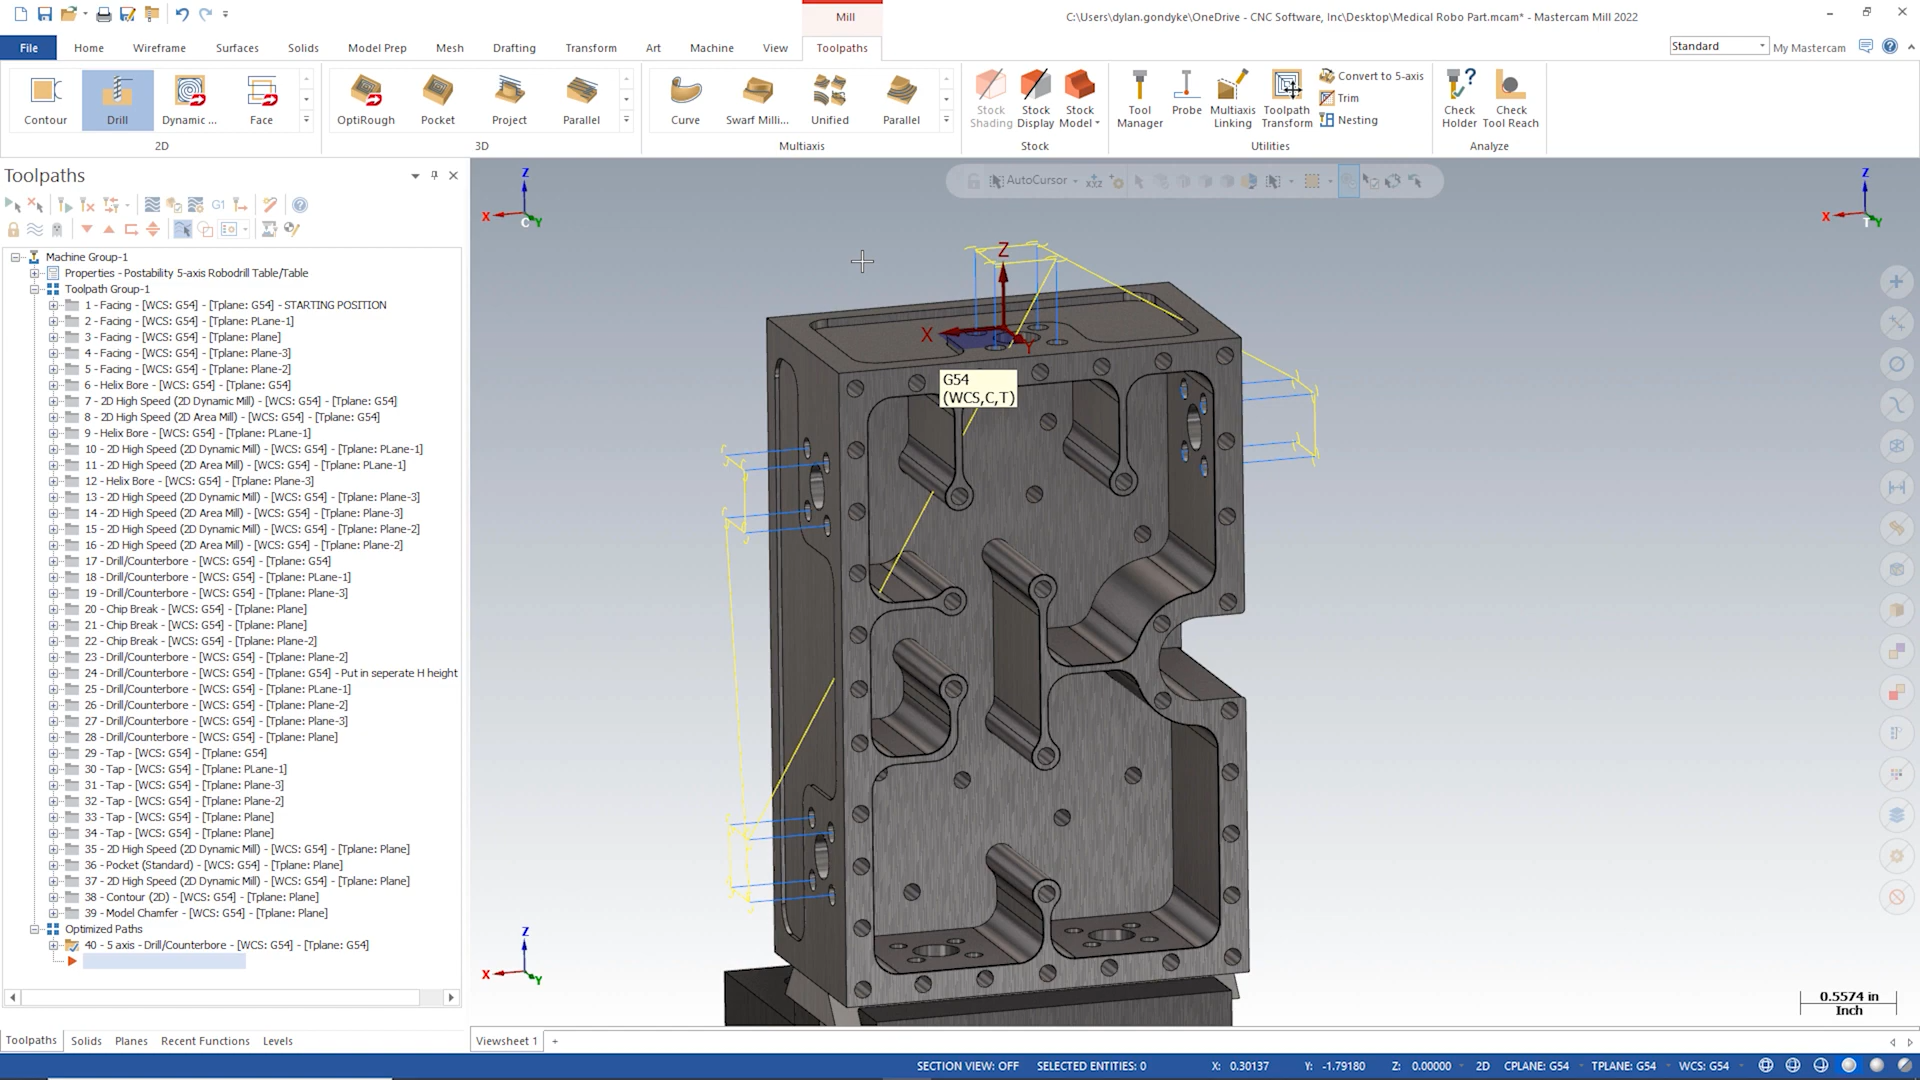 Mill
C:\Users\dylan.gondyke\OneDrive - CNC Software, Inc\Desktop\Medical Robo Part.mcam* - Mastercam Mill 2022
File Home Wireframe Surfaces Solids Model Prep Mesh Drafting Transform Art Machine View Toolpaths
Standard My Mastercam
Contour Drill Dynamic ... Face
2D
OptiRough Pocket Project Parallel
3D
Curve Swarf Milli... Unified Parallel
Multiaxis
Stock Shading Stock Display Stock Model
Stock
Tool Manager Probe Multiaxis Linking Toolpath Transform Convert to 5-axis
Trim
Nesting
Utilities
Check Holder Check Tool Reach
Analyze
Toolpaths
G1
AutoCursor
XYZ
Machine Group-1
Properties - Postability 5-axis Robodrill Table/Table
Toolpath Group-1
1 - Facing - [WCS: G54] - [Tplane: G54] - STARTING POSITION
2 - Facing - [WCS: G54] - [Tplane: PLane-1]
3 - Facing - [WCS: G54] - [Tplane: Plane]
4 - Facing - [WCS: G54] - [Tplane: Plane-3]
5 - Facing - [WCS: G54] - [Tplane: Plane-2]
6 - Helix Bore - [WCS: G54] - [Tplane: G54]
7 - 2D High Speed (2D Dynamic Mill) - [WCS: G54] - [Tplane: G54]
8 - 2D High Speed (2D Area Mill) - [WCS: G54] - [Tplane: G54]
9 - Helix Bore - [WCS: G54] - [Tplane: PLane-1]
10 - 2D High Speed (2D Dynamic Mill) - [WCS: G54] - [Tplane: PLane-1]
11 - 2D High Speed (2D Area Mill) - [WCS: G54] - [Tplane: PLane-1]
12 - Helix Bore - [WCS: G54] - [Tplane: Plane-3]
13 - 2D High Speed (2D Dynamic Mill) - [WCS: G54] - [Tplane: Plane-3]
14 - 2D High Speed (2D Area Mill) - [WCS: G54] - [Tplane: Plane-3]
15 - 2D High Speed (2D Dynamic Mill) - [WCS: G54] - [Tplane: Plane-2]
16 - 2D High Speed (2D Area Mill) - [WCS: G54] - [Tplane: Plane-2]
17 - Drill/Counterbore - [WCS: G54] - [Tplane: G54]
18 - Drill/Counterbore - [WCS: G54] - [Tplane: PLane-1]
19 - Drill/Counterbore - [WCS: G54] - [Tplane: Plane-3]
20 - Chip Break - [WCS: G54] - [Tplane: Plane]
21 - Chip Break - [WCS: G54] - [Tplane: Plane]
22 - Chip Break - [WCS: G54] - [Tplane: Plane-2]
23 - Drill/Counterbore - [WCS: G54] - [Tplane: Plane-2]
24 - Drill/Counterbore - [WCS: G54] - [Tplane: G54] - Put in seperate H height
25 - Drill/Counterbore - [WCS: G54] - [Tplane: PLane-1]
26 - Drill/Counterbore - [WCS: G54] - [Tplane: Plane-2]
27 - Drill/Counterbore - [WCS: G54] - [Tplane: Plane-3]
28 - Drill/Counterbore - [WCS: G54] - [Tplane: Plane]
29 - Tap - [WCS: G54] - [Tplane: G54]
30 - Tap - [WCS: G54] - [Tplane: PLane-1]
31 - Tap - [WCS: G54] - [Tplane: Plane-3]
32 - Tap - [WCS: G54] - [Tplane: Plane-2]
33 - Tap - [WCS: G54] - [Tplane: Plane]
34 - Tap - [WCS: G54] - [Tplane: Plane]
35 - 2D High Speed (2D Dynamic Mill) - [WCS: G54] - [Tplane: Plane]
36 - Pocket (Standard) - [WCS: G54] - [Tplane: Plane]
37 - 2D High Speed (2D Dynamic Mill) - [WCS: G54] - [Tplane: Plane]
38 - Contour (2D) - [WCS: G54] - [Tplane: Plane]
39 - Model Chamfer - [WCS: G54] - [Tplane: Plane]
Optimized Paths
40 - 5 axis - Drill/Counterbore - [WCS: G54] - [Tplane: G54]
Z
X C Y
Z
X T Y
Z
X
Y
G54
(WCS,C,T)
Z
X Y
0.5574 in
Inch
Toolpaths Solids Planes Recent Functions Levels
Viewsheet 1 +
SECTION VIEW: OFF SELECTED ENTITIES: 0 X: 0.30137 Y: -1.79180 Z: 0.00000 2D CPLANE: G54 TPLANE: G54 WCS: G54